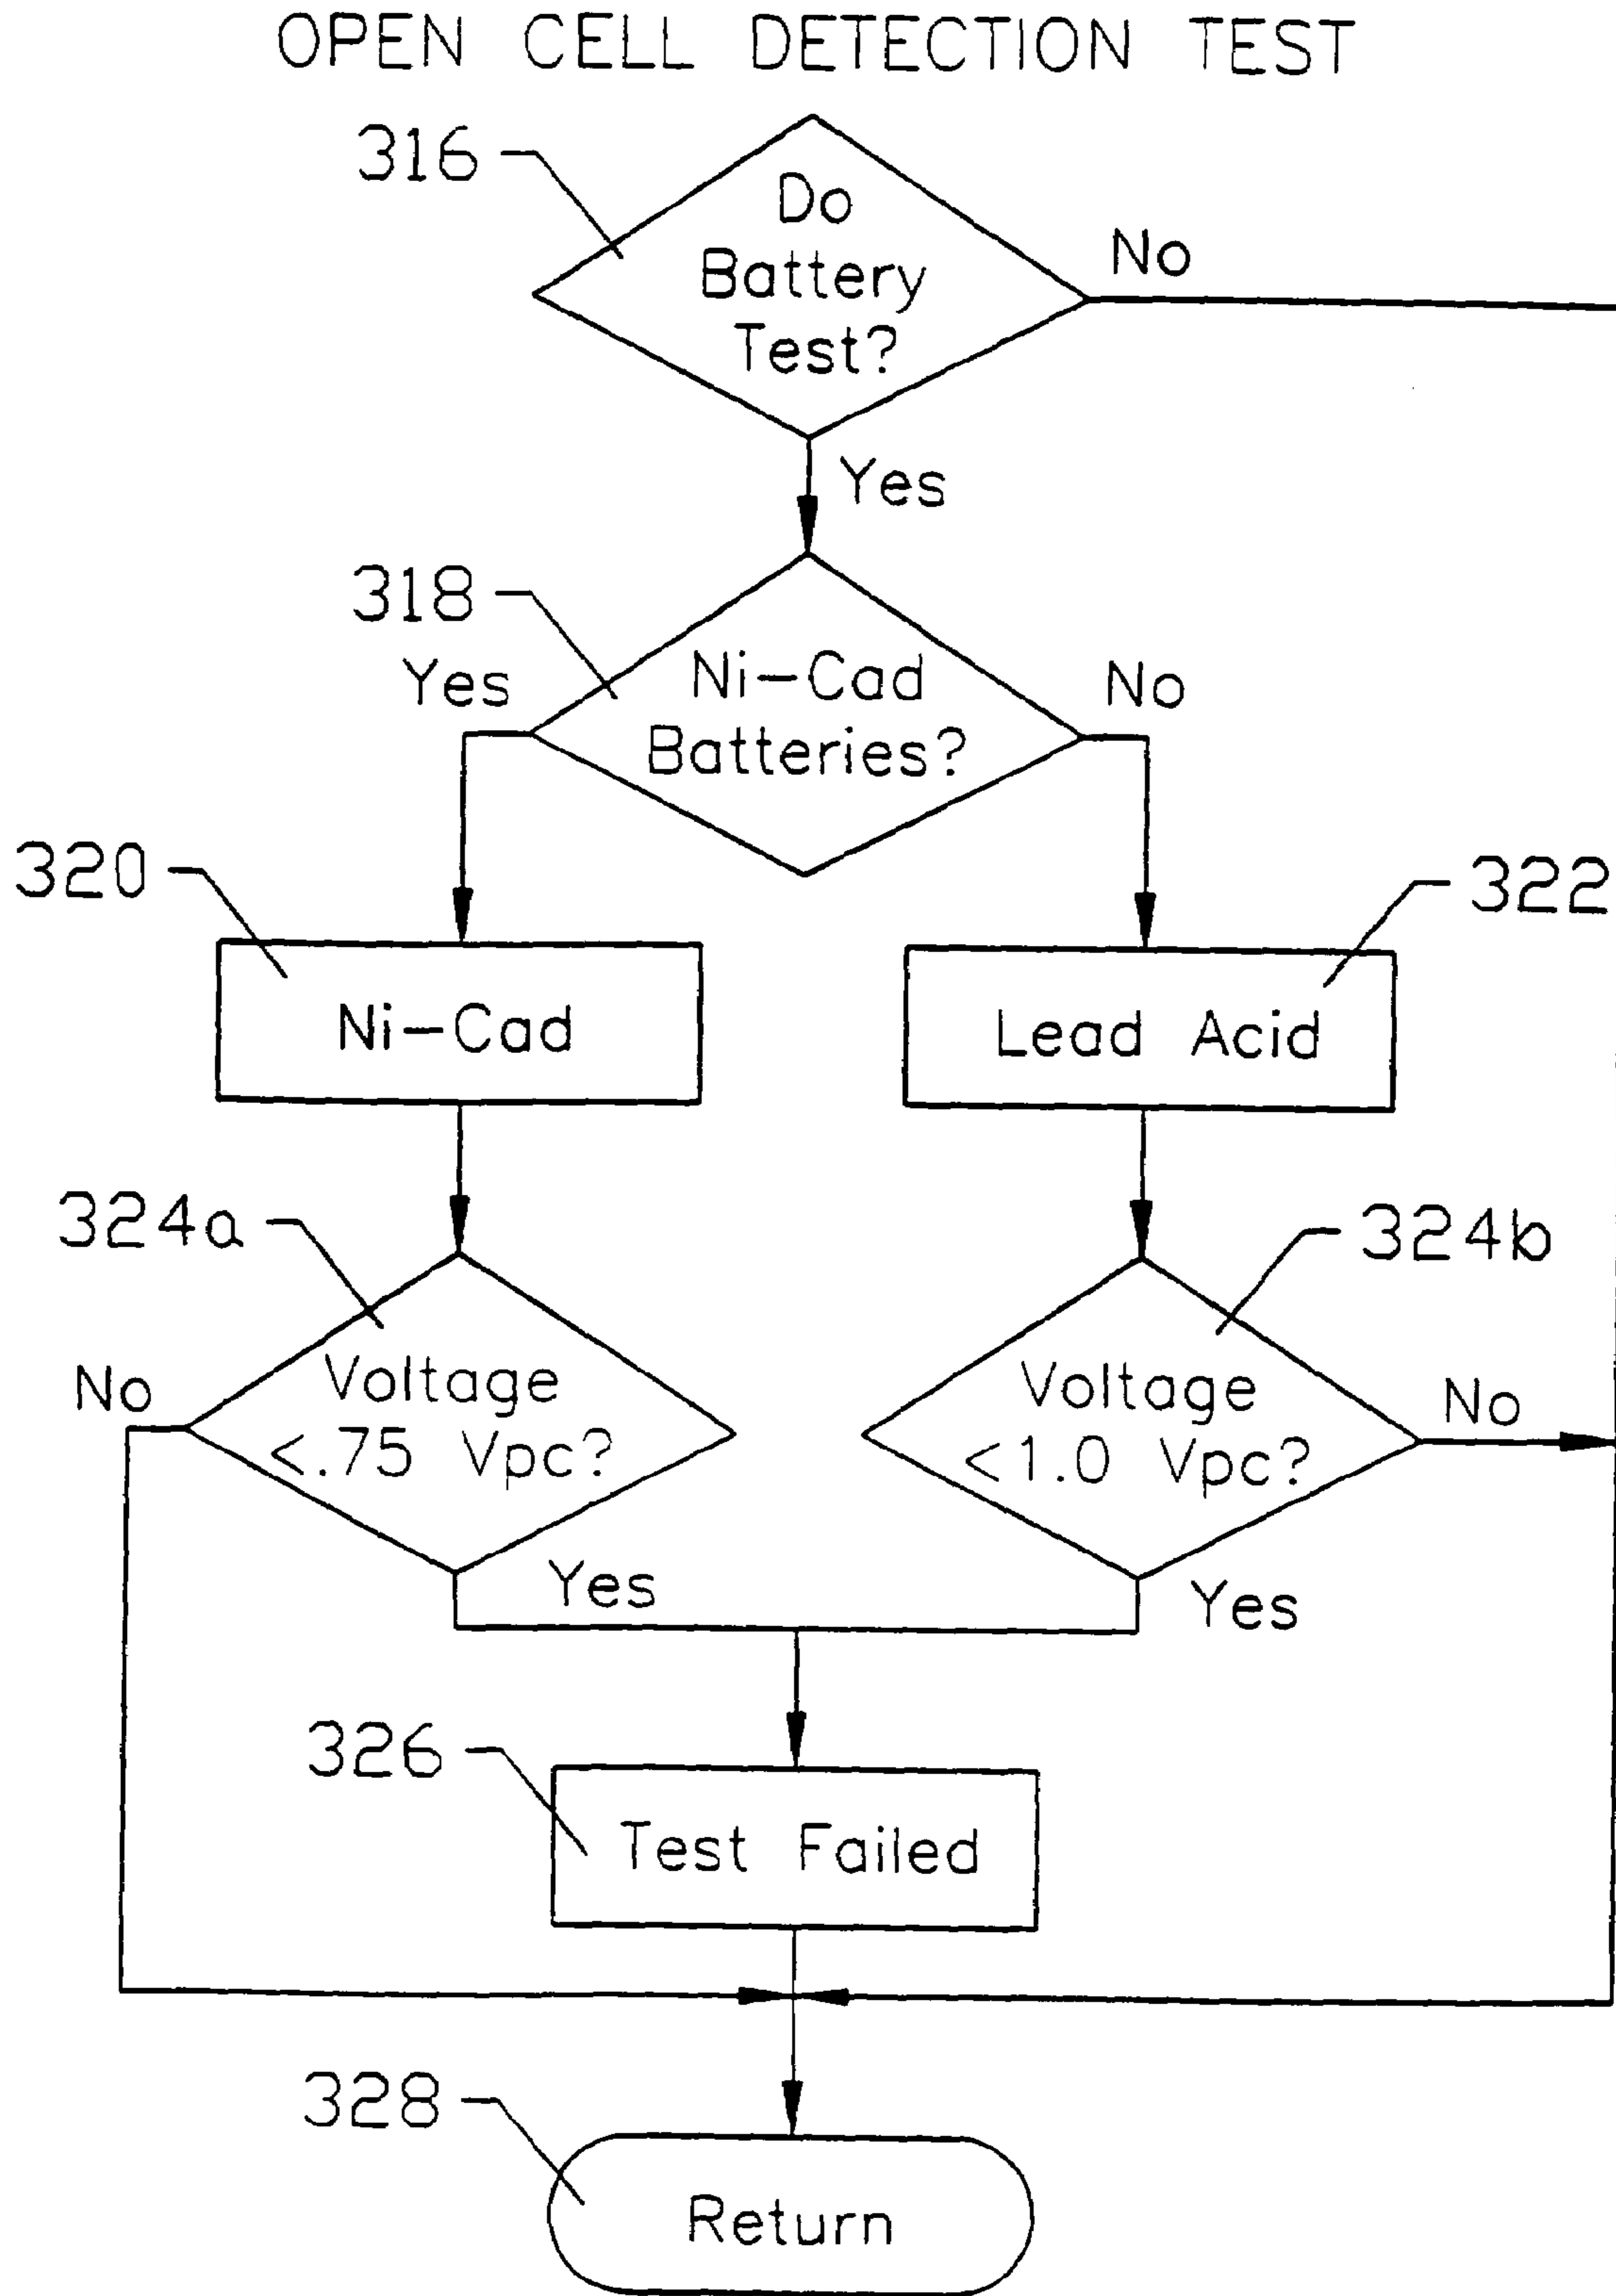 OPEN CELL DETECTION TEST
316
Do
Battery
Test?
No
Yes
318
Yes
Ni-Cad
Batteries?
No
320
322
Ni-Cad
Lead Acid
324a
324b
No
Voltage
<.75 Vpc?
Voltage
<1.0 Vpc?
No
Yes
Yes
326
Test Failed
328
Return